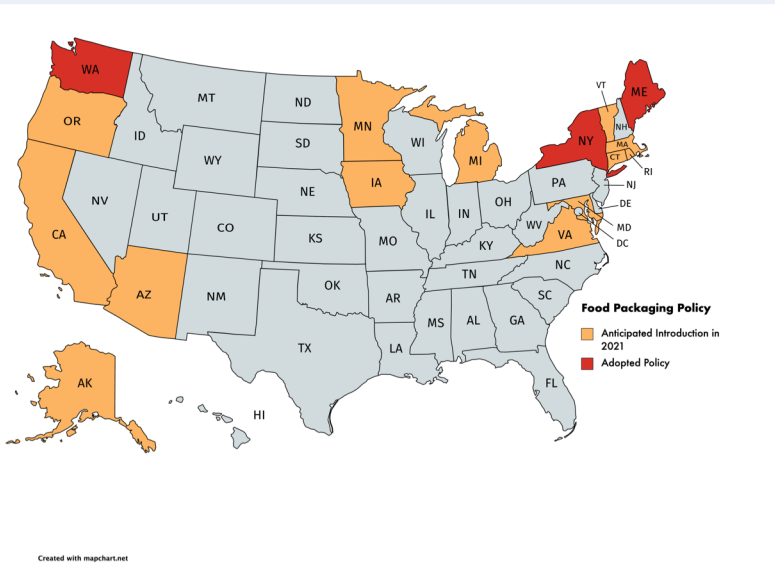 WA
MT
ND
OR
ID
SD
MN
WI
MI
VT
ME
NH
NY
MA
CT
RI
WY
NE
IA
PA
NJ
NV
UT
CO
IL
IN
OH
DE
CA
KS
MO
WV
VA
MD
KY
DC
AZ
NM
OK
AR
TN
NC
SC
MS
AL
GA
TX
LA
FL
AK
HI
Food Packaging Policy
Anticipated Introduction in
2021
Adopted Policy
Created with mapchart.net